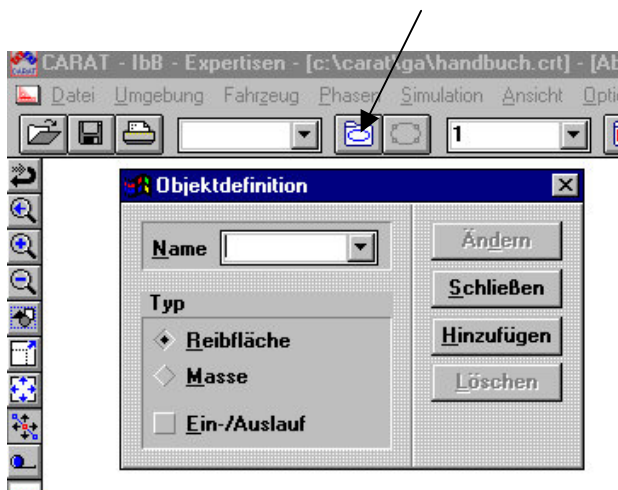 CARAT - IbB - Expertisen - [c:\carat\ga\handbuch.crt] - [Ab
Datei Umgebung Fahrzeug Phasen Simulation Ansicht Opti
1
Objektdefinition
Name
Ändern
Schließen
Typ
Reibfläche
Hinzufügen
Masse
Löschen
Ein-/Auslauf